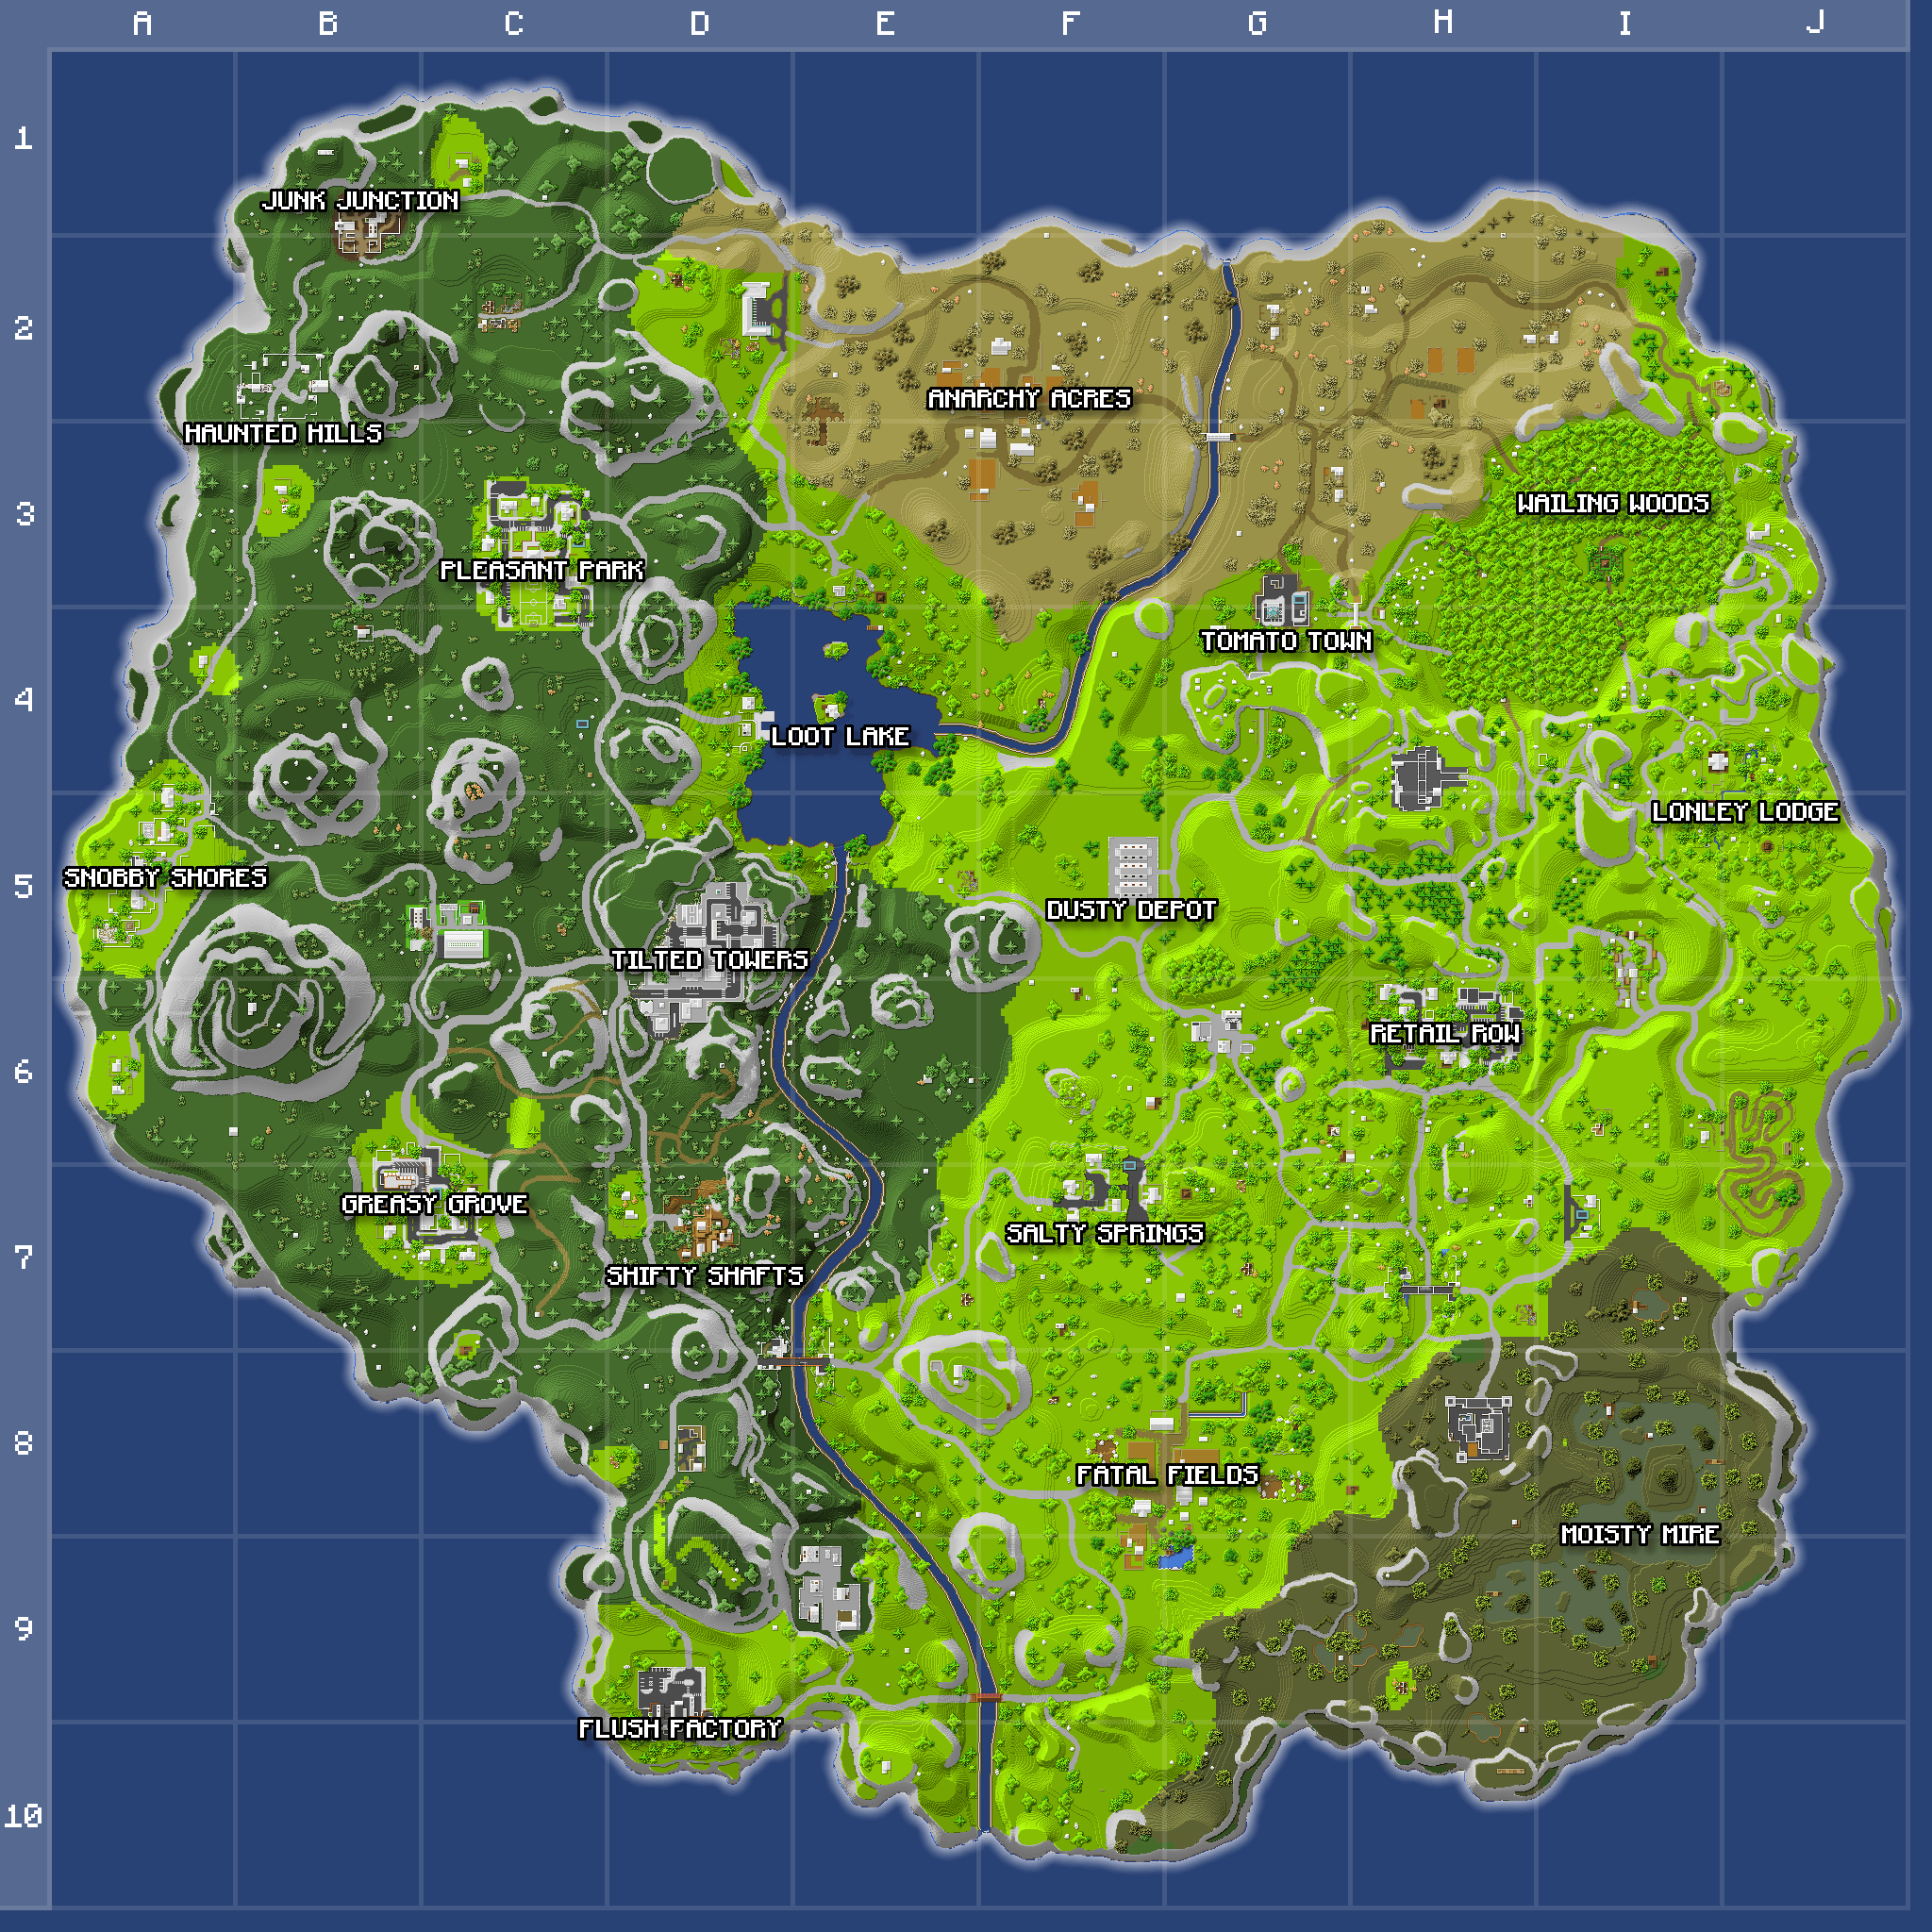 A B C D E F G H I J
1
JUNK JUNCTION
2
ANARCHY ACRES
HAUNTED HILLS
WAILING WOODS
3
PLEASANT PARK
TOMATO TOWN
4
LOOT LAKE
LONLEY LODGE
SNOBBY SHORES
5
DUSTY DEPOT
TILTED TOWERS
RETAIL ROW
6
GREASY GROVE
SALTY SPRINGS
7
SHIFTY SHAFTS
8
FATAL FIELDS
MOISTY MIRE
9
FLUSH FACTORY
10